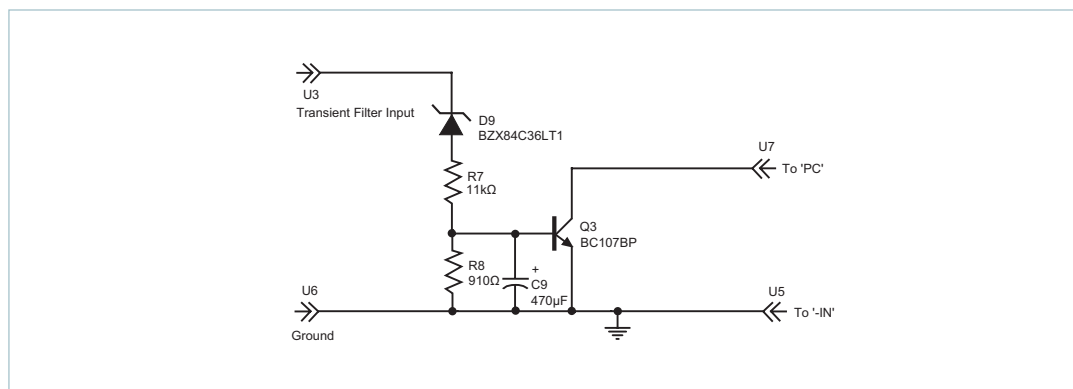 U3
Transient Filter Input
D9
BZX84C36LT1
U7
To 'PC'
R7
11kΩ
Q3
BC107BP
R8
910Ω
+
C9
470µF
U6
Ground
U5
To '-IN'